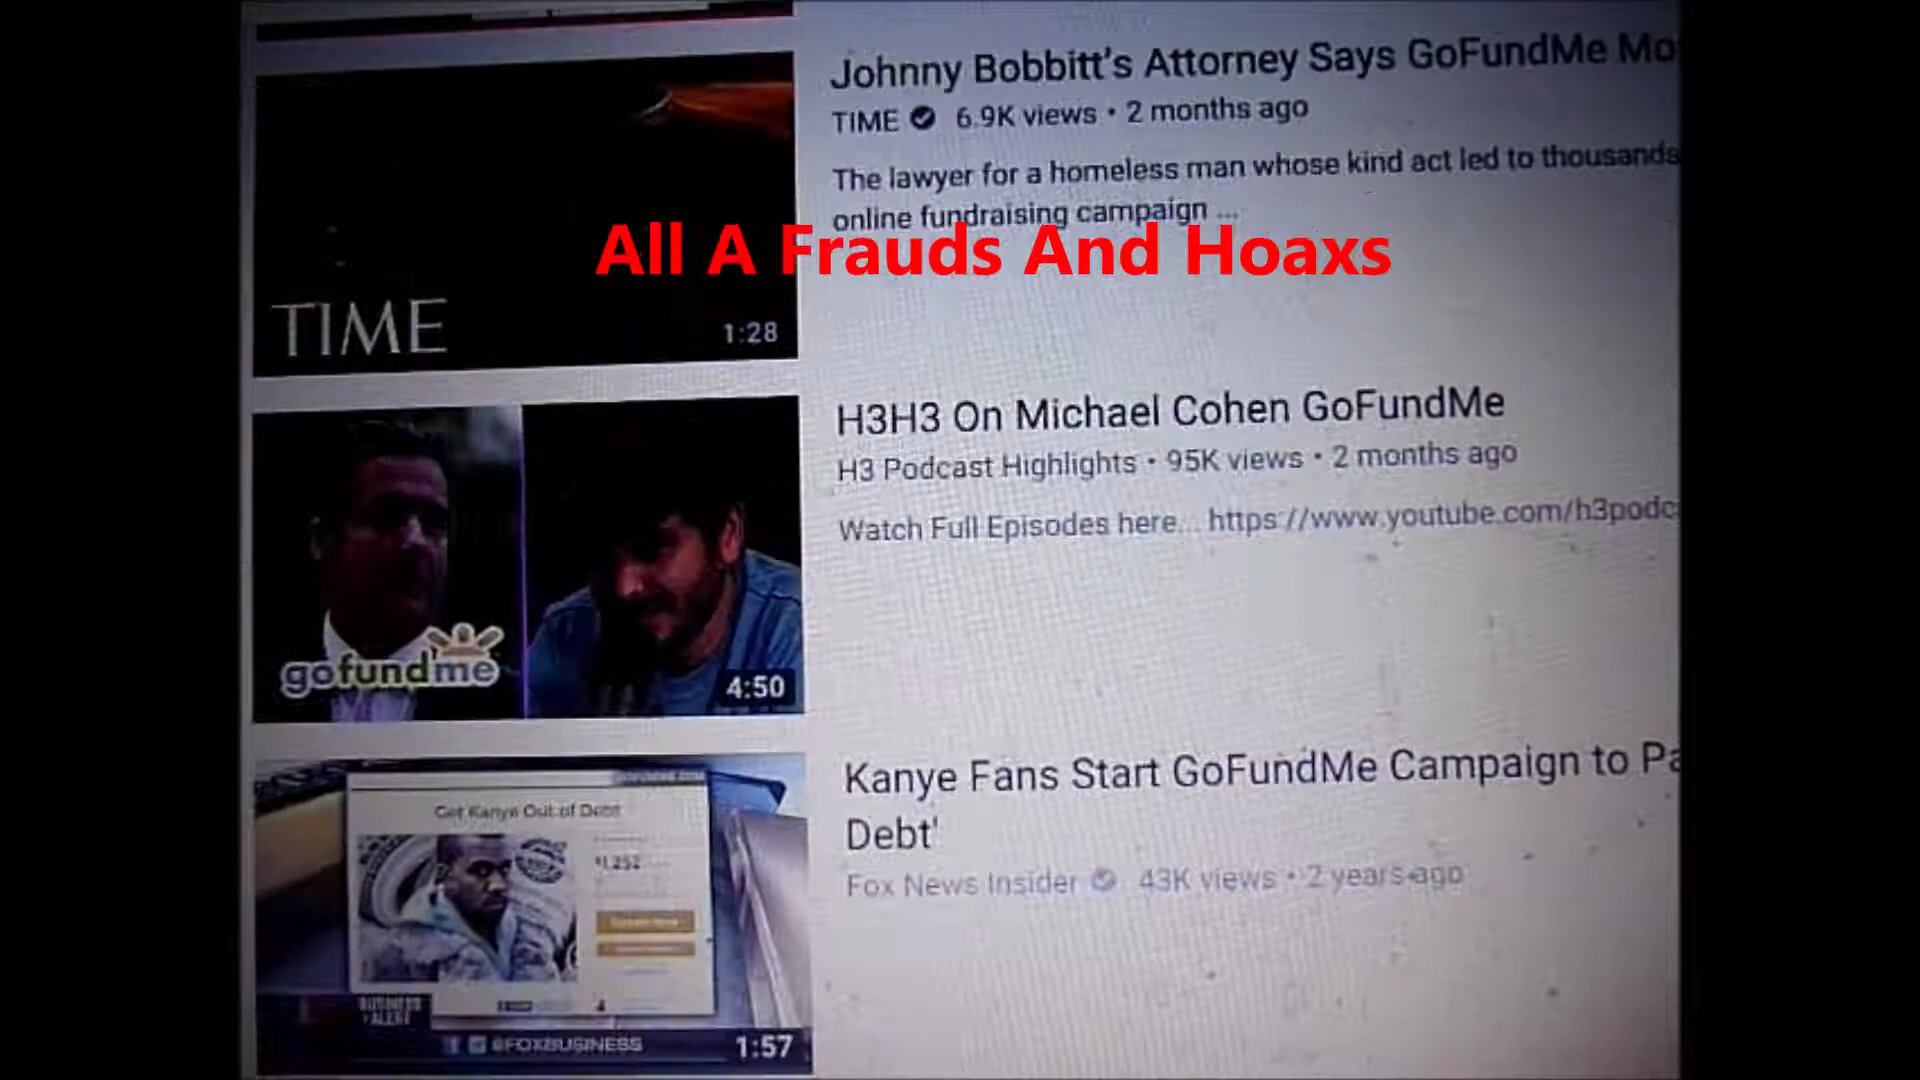 Johnny Bobbitt's Attorney Says GoFundMe Mo
TIME 6.9K views • 2 months ago
The lawyer for a homeless man whose kind act led to thousands
online fundraising campaign ...
All A Frauds And Hoaxs
TIME
1:28
H3H3 On Michael Cohen GoFundMe
H3 Podcast Highlights • 95K views • 2 months ago
Watch Full Episodes here... https://www.youtube.com/h3podc
gofundme
4:50
Kanye Fans Start GoFundMe Campaign to Pa
Debt'
Fox News Insider 43K views • 2 years ago
Get Kanye Out of Debt
$1,252
BUSINESS
ALERT
@FOXBUSINESS
1:57